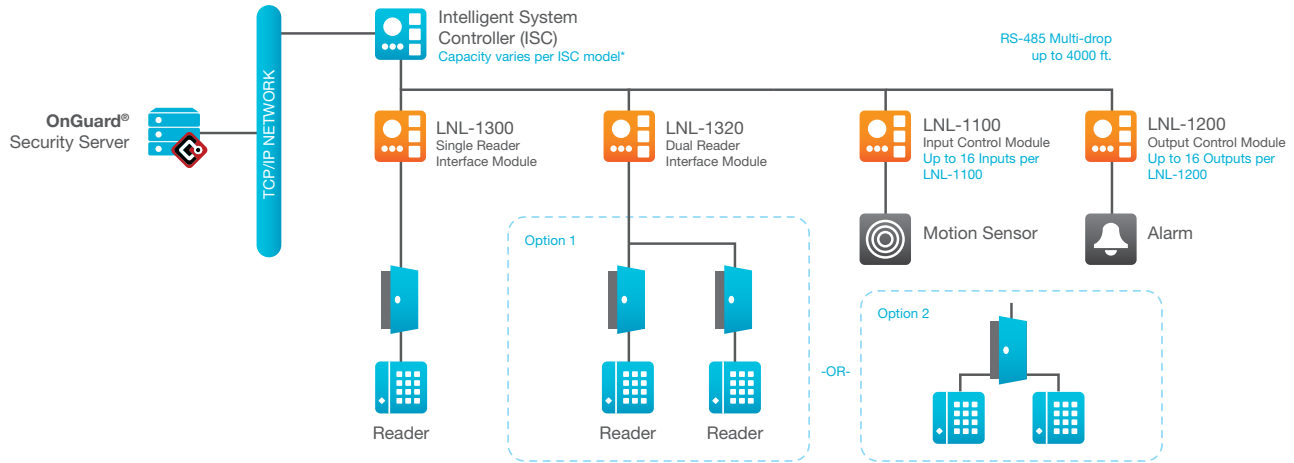 Intelligent System
Controller (ISC)
Capacity varies per ISC model*
RS-485 Multi-drop
up to 4000 ft.
OnGuard®
Security Server
TCP/IP NETWORK
LNL-1300
Single Reader
Interface Module
LNL-1320
Dual Reader
Interface Module
LNL-1100
Input Control Module
Up to 16 Inputs per
LNL-1100
LNL-1200
Output Control Module
Up to 16 Outputs per
LNL-1200
Motion Sensor
Alarm
Option 1
Option 2
-OR-
Reader
Reader
Reader